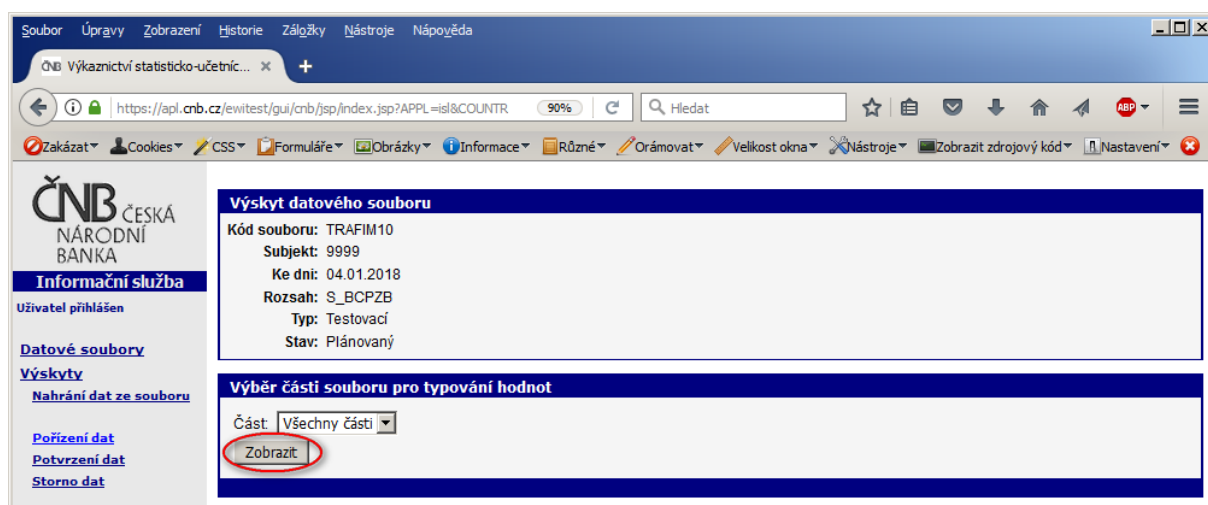 Soubor Úpravy Zobrazení Historie Záložky Nástroje Nápověda
ČNB Výkaznictví statisticko-účetníc... × +
https://apl.cnb.cz/ewitest/gui/cnb/jsp/index.jsp?APPL=isl&COUNTR 90% Hledat ABP
Zakázat CSS Cookies Formuláře Obrázky Informace Různé Orámovat Velikost okna Nástroje Zobrazit zdrojový kód Nastavení
ČNB ČESKÁ
NÁRODNÍ
BANKA
Informační služba
Uživatel přihlášen
Datové soubory
Výskyty
Nahrání dat ze souboru
Pořízení dat
Potvrzení dat
Storno dat
Výskyt datového souboru
Kód souboru: TRAFIM10
Subjekt: 9999
Ke dni: 04.01.2018
Rozsah: S_BCPZB
Typ: Testovací
Stav: Plánovaný
Výběr části souboru pro typování hodnot
Část: Všechny části
Zobrazit